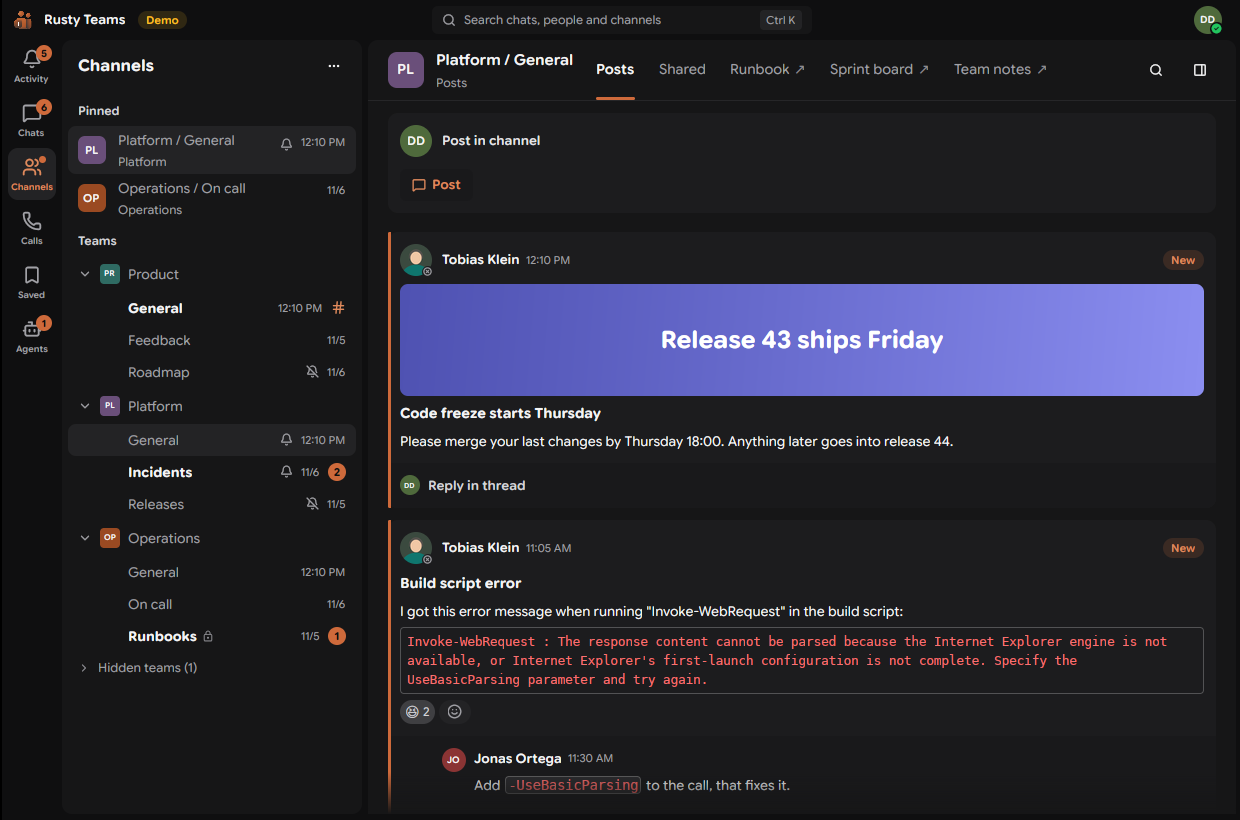 Rusty Teams Demo
Search chats, people and channels Ctrl K
DD
5
Activity
6
Chats
Channels
Calls
Saved
1
Agents
Channels
Pinned
PL Platform / General 12:10 PM
Platform
OP Operations / On call 11/6
Operations
Teams
PR Product
General 12:10 PM
Feedback 11/5
Roadmap 11/6
PL Platform
General 12:10 PM
Incidents 11/6 2
Releases 11/5
OP Operations
General 12:10 PM
On call 11/6
Runbooks 11/5 1
Hidden teams (1)
PL Platform / General
Posts
Posts Shared Runbook ↗ Sprint board ↗ Team notes ↗
DD Post in channel
Post
Tobias Klein 12:10 PM New
Release 43 ships Friday
Code freeze starts Thursday
Please merge your last changes by Thursday 18:00. Anything later goes into release 44.
DD Reply in thread
Tobias Klein 11:05 AM New
Build script error
I got this error message when running "Invoke-WebRequest" in the build script:
Invoke-WebRequest : The response content cannot be parsed because the Internet Explorer engine is not
available, or Internet Explorer's first-launch configuration is not complete. Specify the
UseBasicParsing parameter and try again.
😆 2
JO Jonas Ortega 11:30 AM
Add -UseBasicParsing to the call, that fixes it.